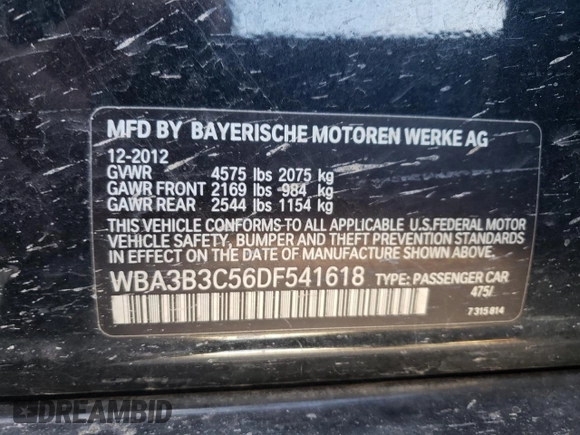 MFD BY BAYERISCHE MOTOREN WERKE AG
12-2012
GVWR 4575 lbs 2075 kg
GAWR FRONT 2169 lbs 984 kg
GAWR REAR 2544 lbs 1154 kg
THIS VEHICLE CONFORMS TO ALL APPLICABLE U.S.FEDERAL MOTOR
VEHICLE SAFETY, BUMPER AND THEFT PREVENTION STANDARDS
IN EFFECT ON THE DATE OF MANUFACTURE SHOWN ABOVE.
WBA3B3C56DF541618 TYPE: PASSENGER CAR
475/
7 315 814
DREAMBID